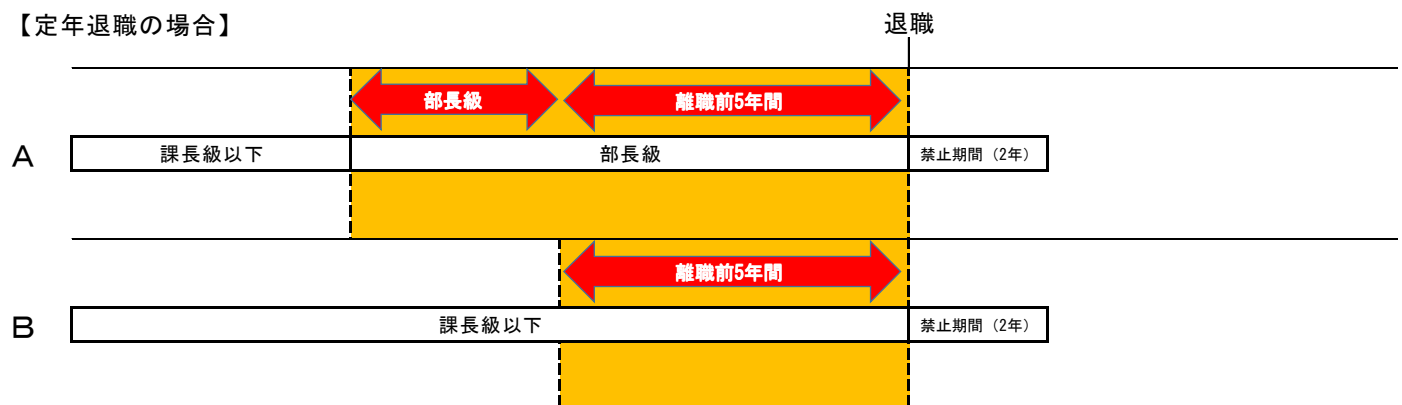 【定年退職の場合】
退職
部長級
離職前5年間
A
課長級以下
部長級
禁止期間（2年）
離職前5年間
B
課長級以下
禁止期間（2年）